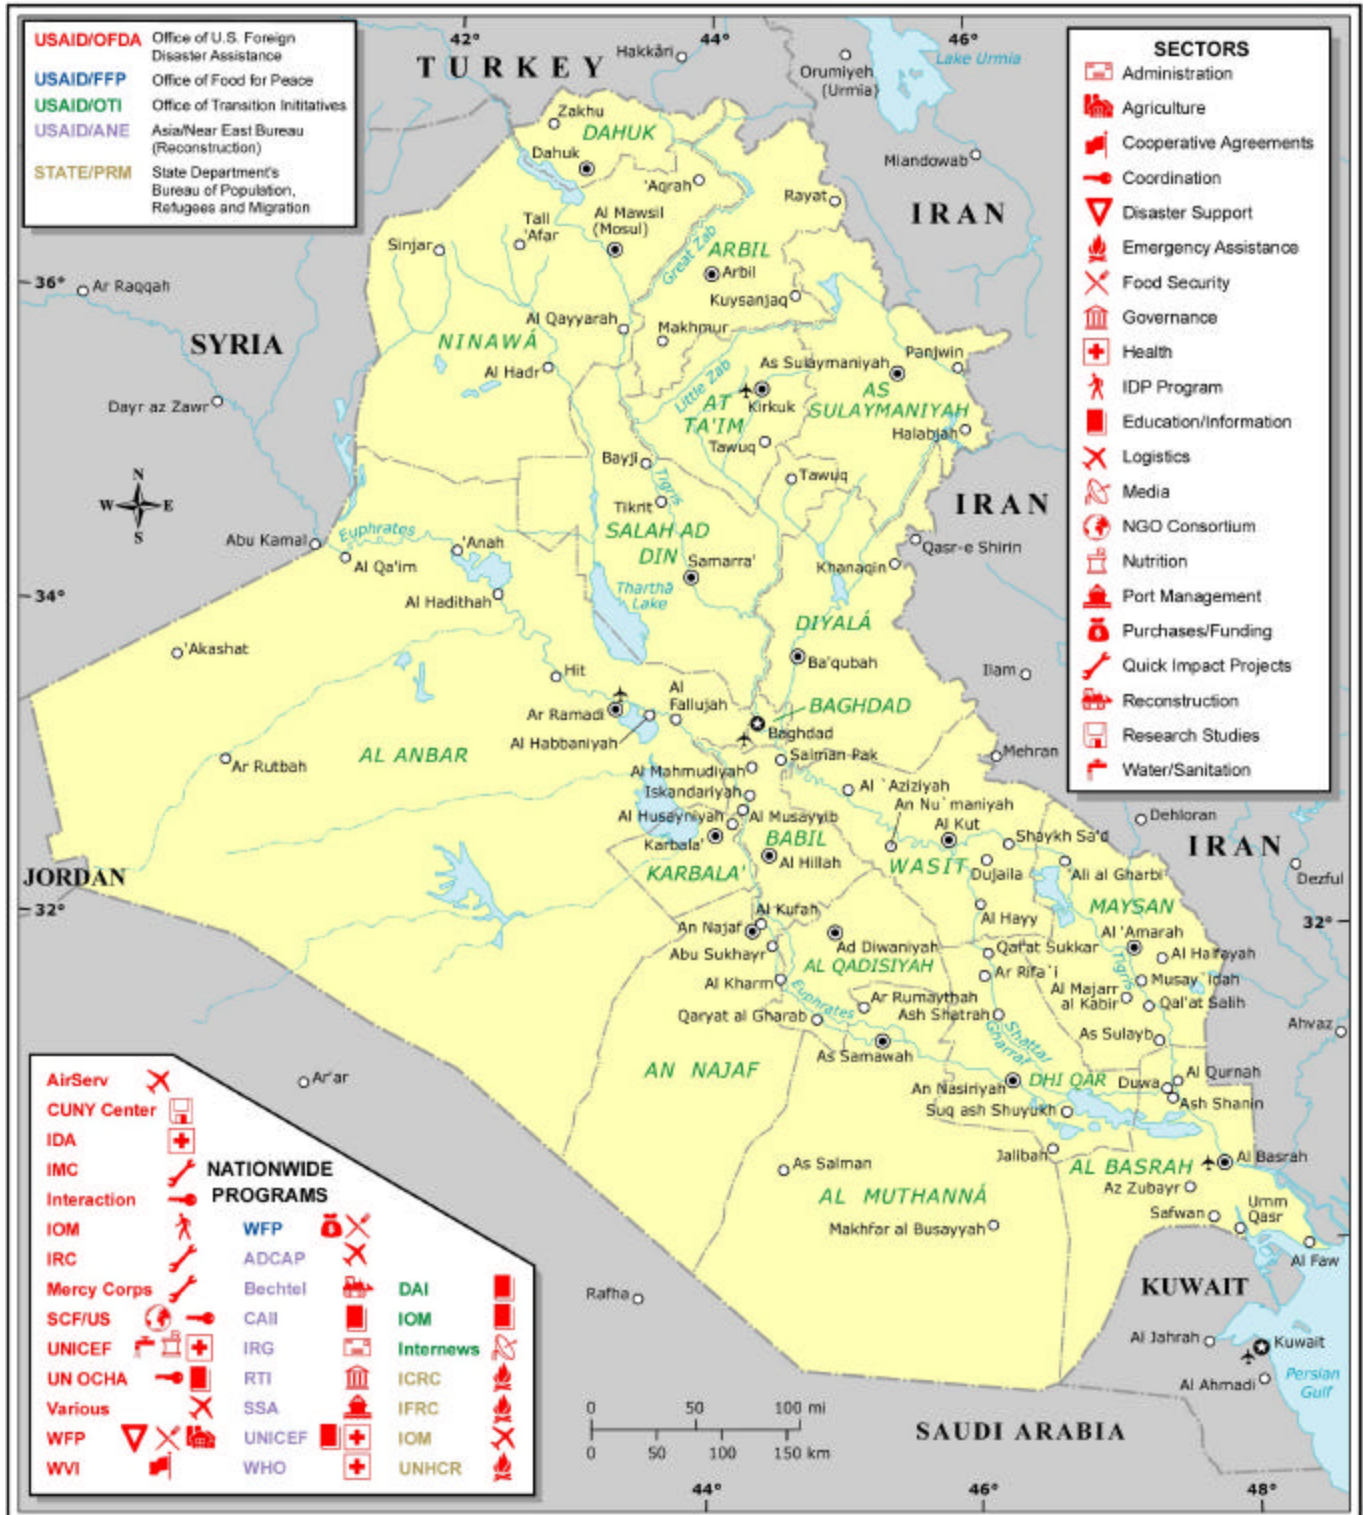 USAID/OFDA Office of U.S. Foreign
Disaster Assistance
USAID/FFP Office of Food for Peace
USAID/OTI Office of Transition Inititatives
USAID/ANE Asia/Near East Bureau
(Reconstruction)
STATE/PRM State Department's
Bureau of Population,
Refugees and Migration
42° 44° 46°
TURKEY
Hakkâri
Orumiyeh
(Urmia)
Lake Urmia
Miandowab
IRAN
Zakhu
DAHUK
Dahuk
'Aqrah
Rayat
Tall
'Afar
Al Mawsil
(Mosul)
Sinjar
Great Zab
ARBIL
Arbil
Kuysanjaq
36°
Ar Raqqah
SYRIA
Dayr az Zawr
NINAWÁ
Al Qayyarah
Makhmur
Al Hadr
As Sulaymaniyah
Panjwin
Little Zab
Kirkuk
AT
TA'IM
AS
SULAYMANIYAH
Halabjah
Tawuq
Tawuq
Bayji
Tigris
Tikrit
N
W E
S
IRAN
SALAH AD
DIN
Samarra'
Qasr-e Shirin
Khanaqin
Abu Kamal
Euphrates
'Anah
Al Qa'im
Al Hadithah
34°
Tharthā
Lake
DIYALÁ
Ba'qubah
'Akashat
Hit
Ilam
Al
Fallujah
Ar Ramadi
Al Habbaniyah
BAGHDAD
Baghdad
Salman Pak
Mehran
AL ANBAR
Ar Rutbah
Al Mahmudiyah
Iskandariyah
Al `Aziziyah
An Nu`maniyah
Al Husayniyah
Al Musayyib
Al Kut
Shaykh Sa'd
Dehloran
Karbala'
BABIL
Al Hillah
KARBALA'
WASIT
Dujaila
'Ali al Gharbi
IRAN
Dezful
JORDAN
32°
32°
MAYSAN
Al Kufah
Al Hayy
An Najaf
Abu Sukhayr
Ad Diwaniyah
AL QADISIYAH
Qal'at Sukkar
Al 'Amarah
Al Halfayah
Tigris
Musay`idah
Al Kharm
Ar Rifa`i
Al Majarr
al Kabir
Qal'at Salih
Euphrates
Ar Rumaythah
Ash Shatrah
Qaryat al Gharab
Shattar
Gharraf
As Sulayb
Ahvaz
As Samawah
AN NAJAF
An Nasiriyah
DHI QAR
Duwa
Al Qurnah
Ash Shanin
Suq ash Shuyukh
Ar'ar
Jalibah
AL BASRAH
Al Basrah
As Salman
AL MUTHANNÁ
Az Zubayr
Umm
Qasr
Safwan
Makhfar al Busayyah
Al Faw
Rafha
KUWAIT
Al Jahrah
Kuwait
Al Ahmadi
Persian
Gulf
SAUDI ARABIA
0 50 100 mi
0 50 100 150 km
44° 46° 48°
SECTORS
Administration
Agriculture
Cooperative Agreements
Coordination
Disaster Support
Emergency Assistance
Food Security
Governance
Health
IDP Program
Education/Information
Logistics
Media
NGO Consortium
Nutrition
Port Management
Purchases/Funding
Quick Impact Projects
Reconstruction
Research Studies
Water/Sanitation
NATIONWIDE
PROGRAMS
AirServ
CUNY Center
IDA
IMC
Interaction
IOM
IRC
Mercy Corps
SCF/US
UNICEF
UN OCHA
Various
WFP
WVI
WFP
ADCAP
Bechtel
CAII
IRG
RTI
SSA
UNICEF
WHO
DAI
IOM
Internews
ICRC
IFRC
IOM
UNHCR